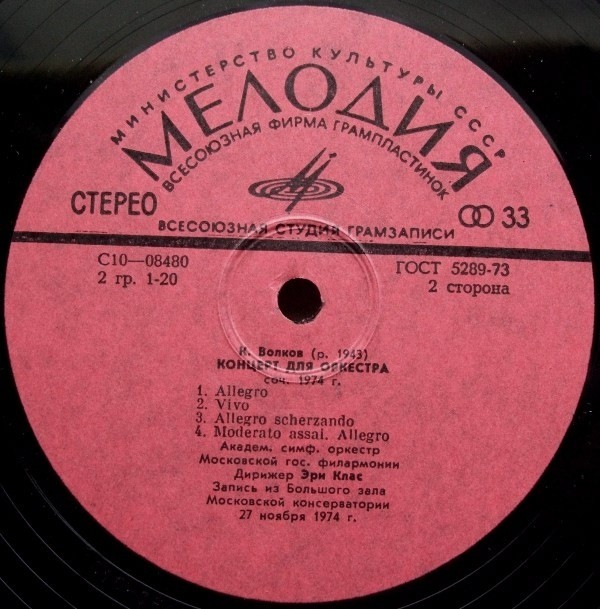 МИНИСТЕРСТВО КУЛЬТУРЫ СССР
МЕЛОДИЯ
ВСЕСОЮЗНАЯ ФИРМА ГРАМПЛАСТИНОК
СТЕРЕО
33
ВСЕСОЮЗНАЯ СТУДИЯ ГРАМЗАПИСИ
С10—08480
ГОСТ 5289-73
2 гр. 1-20
2 сторона
К. Волков (р. 1943)
КОНЦЕРТ ДЛЯ ОРКЕСТРА
соч. 1974 г.
1. Allegro
2. Vivo
3. Allegro scherzando
4. Moderato assai. Allegro
Академ. симф. оркестр
Московской гос. филармонии
Дирижер Эри Клас
Запись из Большого зала
Московской консерватории
27 ноября 1974 г.